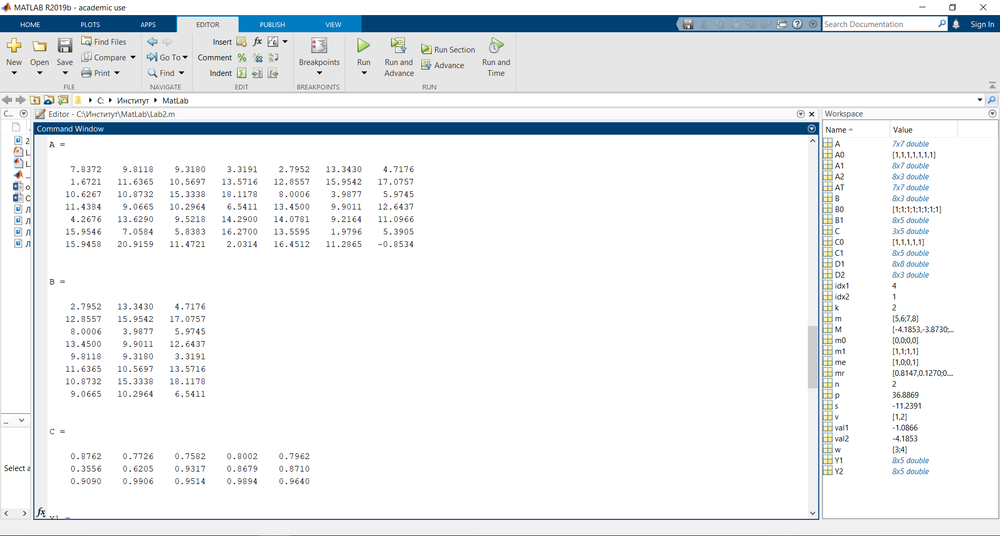 MATLAB R2019b - academic use
HOME PLOTS APPS EDITOR PUBLISH VIEW Search Documentation Sign In
New Open Save Find Files Compare Print
FILE
Go To Find
NAVIGATE
Insert fx fi
Comment % % %
Indent
EDIT
Breakpoints
BREAKPOINTS
Run Run and Advance Run Section Advance Run and Time
RUN
C: Институт MatLab
C... Editor - C:\Институт\MatLab\Lab2.m Workspace
Command Window
2
L.
L.
...
o
O
Л
Л
Л
Л
...
Select a
A =
7.8372 9.8118 9.3180 3.3191 2.7952 13.3430 4.7176
1.6721 11.6365 10.5697 13.5716 12.8557 15.9542 17.0757
10.6267 10.8732 15.3338 18.1178 8.0006 3.9877 5.9745
11.4384 9.0665 10.2964 6.5411 13.4500 9.9011 12.6437
4.2676 13.6290 9.5218 14.2900 14.0781 9.2164 11.0966
15.9546 7.0584 5.8383 16.2700 13.5595 1.9796 5.3905
15.9458 20.9159 11.4721 2.0314 16.4512 11.2865 -0.8534
B =
2.7952 13.3430 4.7176
12.8557 15.9542 17.0757
8.0006 3.9877 5.9745
13.4500 9.9011 12.6437
9.8118 9.3180 3.3191
11.6365 10.5697 13.5716
10.8732 15.3338 18.1178
9.0665 10.2964 6.5411
C =
0.8762 0.7726 0.7582 0.8002 0.7962
0.3556 0.6205 0.9317 0.8679 0.8710
0.9090 0.9906 0.9514 0.9894 0.9640
fx Y1 =
Name Value
A 7x7 double
A0 [1,1,1,1,1,1,1]
A1 8x7 double
A2 8x3 double
AT 7x7 double
B 8x3 double
B0 [1;1;1;1;1;1;1;1]
B1 8x5 double
C 3x5 double
C0 [1,1,1,1,1]
C1 8x5 double
D1 8x8 double
D2 8x3 double
idx1 4
idx2 1
k 2
m [5,6;7,8]
M [-4.1853,-3.8730;...
m0 [0,0;0,0]
m1 [1,1;1,1]
me [1,0;0,1]
mr [0.8147,0.1270;0....
n 2
p 36.8869
s -11.2391
v [1,2]
val1 -1.0866
val2 -4.1853
w [3;4]
Y1 8x5 double
Y2 8x5 double